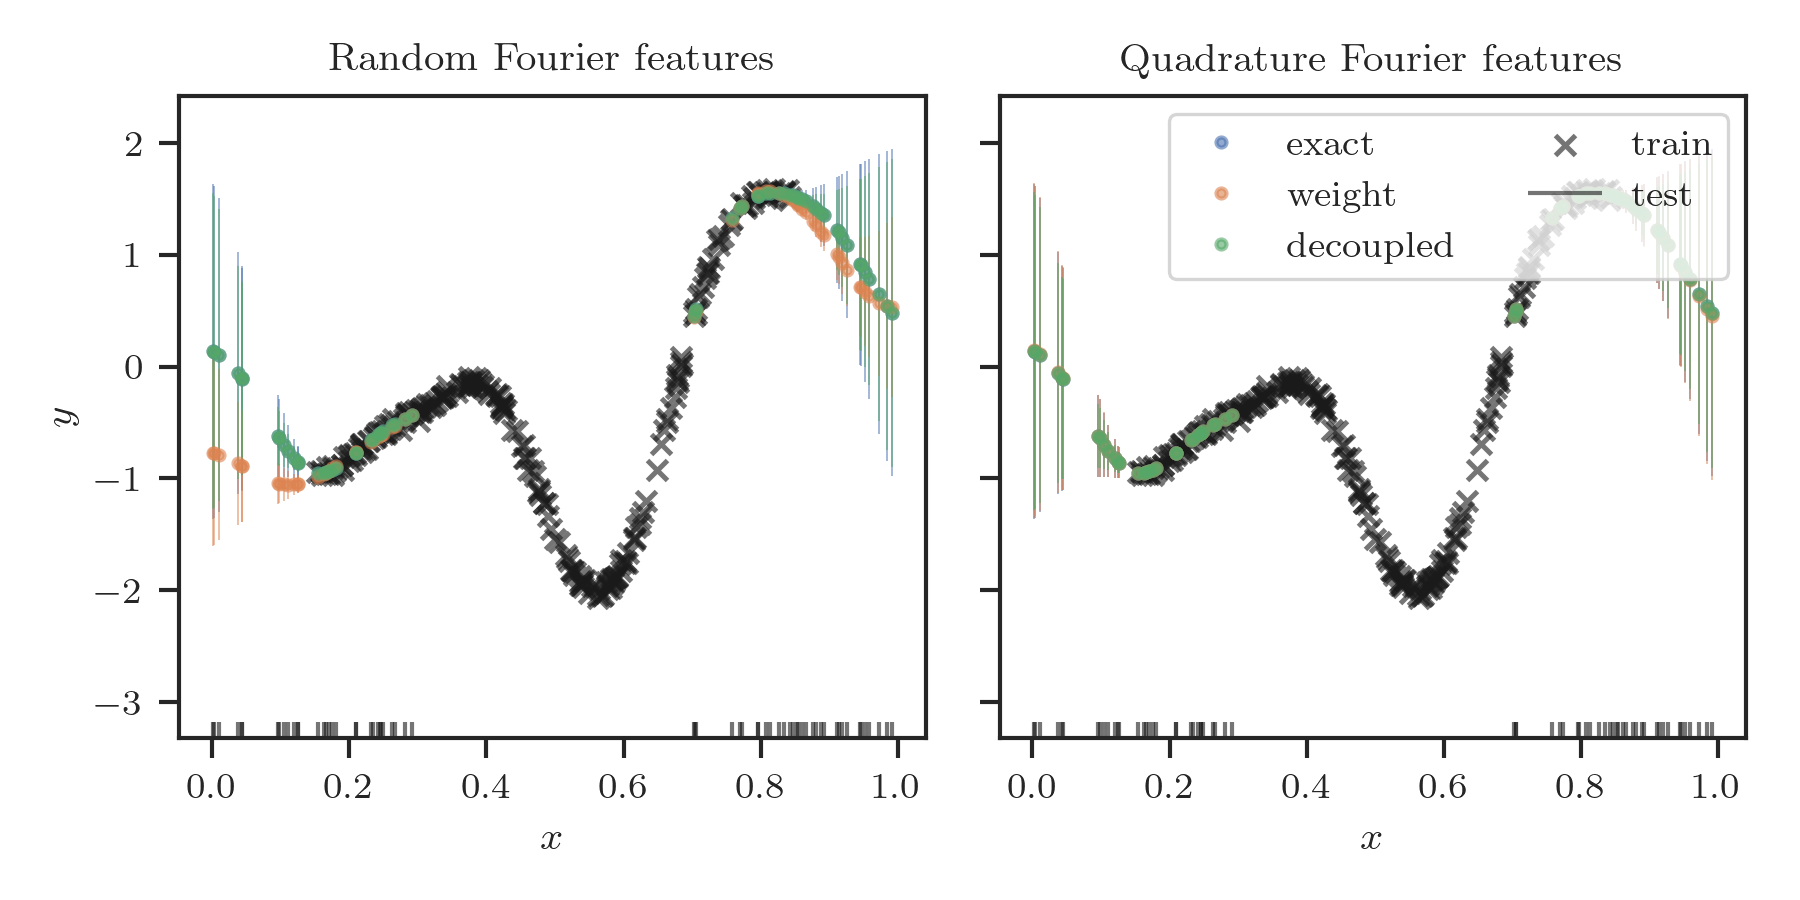 Random Fourier features
Quadrature Fourier features
y
2
1
0
−1
−2
−3
0.0 0.2 0.4 0.6 0.8 1.0
x
exact
weight
decoupled
train
test
0.0 0.2 0.4 0.6 0.8 1.0
x